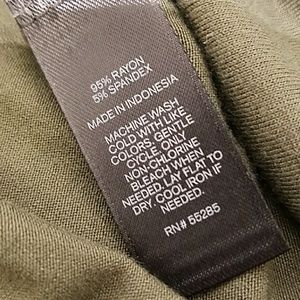 95% RAYON
5% SPANDEX
MADE IN INDONESIA
MACHINE WASH
COLD WITH LIKE
COLORS, GENTLE
CYCLE. ONLY
NON-CHLORINE
BLEACH WHEN
NEEDED. LAY FLAT TO
DRY. COOL IRON IF
NEEDED.
RN# 55285